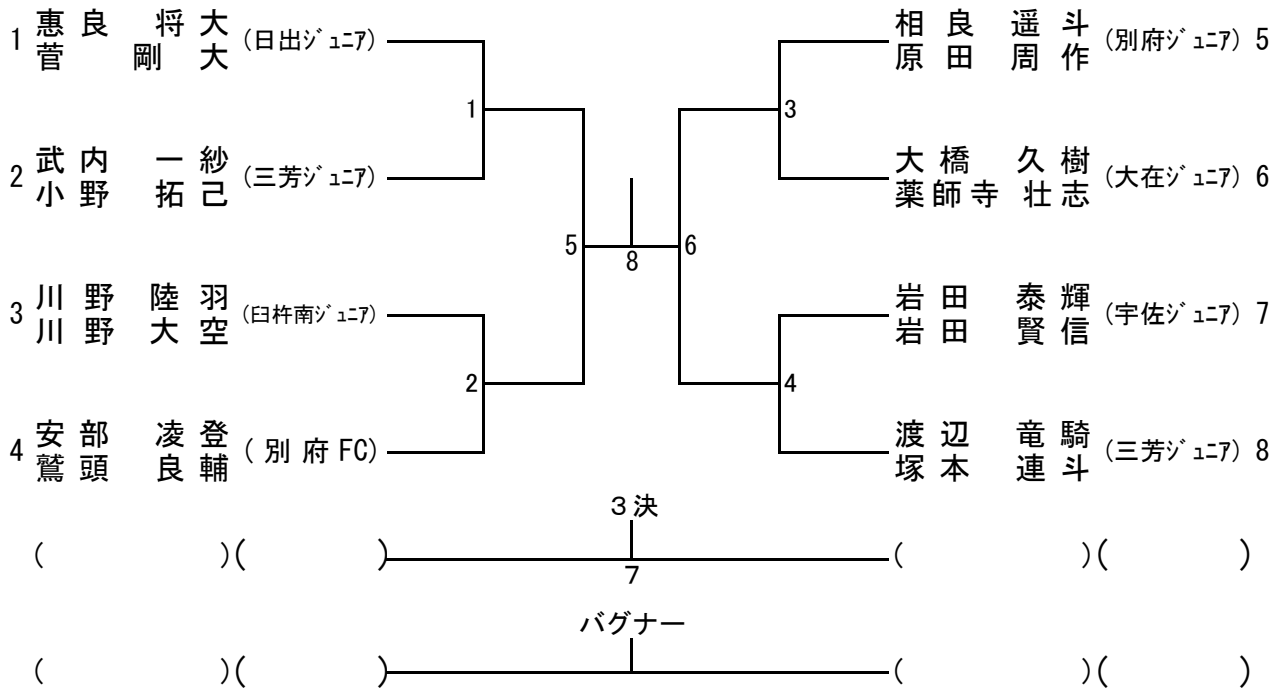 1 惠良 将大 (日出ジュニア)
菅 剛大
2 武内 一紗 (三芳ジュニア)
小野 拓己
3 川野 陸羽 (臼杵南ジュニア)
川野 大空
4 安部 凌登 (別府FC)
鷲頭 良輔
1
2
5
8
6
3
4
相良 遥斗 (別府ジュニア) 5
原田 周作
大橋 久樹 (大在ジュニア) 6
薬師寺 壮志
岩田 泰輝 (宇佐ジュニア) 7
岩田 賢信
渡辺 竜騎 (三芳ジュニア) 8
塚本 連斗
3決
( )( ) ( )( )
7
バグナー
( )( ) ( )( )